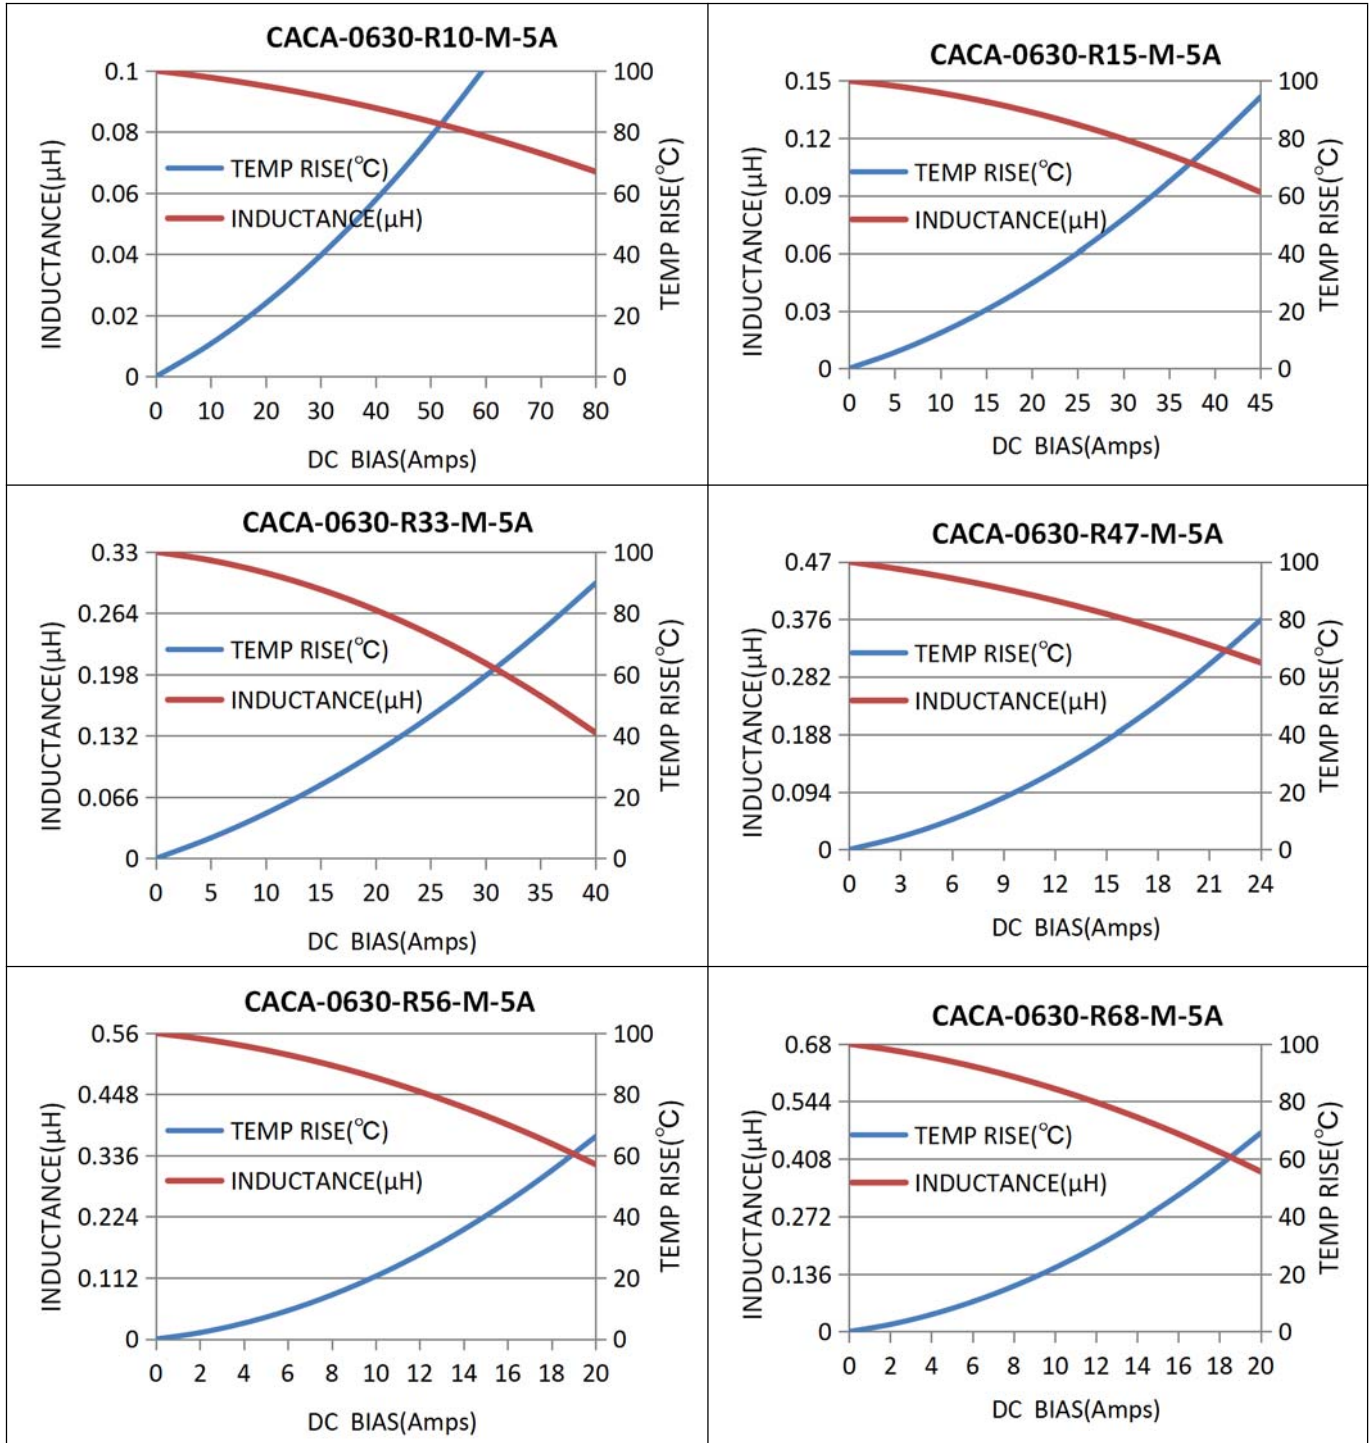 CACA-0630-R10-M-5A
0.1
0.08
0.06
0.04
0.02
0
100
80
60
40
20
0
INDUCTANCE(μH)
TEMP RISE(℃)
TEMP RISE(℃)
INDUCTANCE(μH)
0 10 20 30 40 50 60 70 80
DC BIAS(Amps)
CACA-0630-R15-M-5A
0.15
0.12
0.09
0.06
0.03
0
100
80
60
40
20
0
INDUCTANCE(μH)
TEMP RISE(℃)
TEMP RISE(℃)
INDUCTANCE(μH)
0 5 10 15 20 25 30 35 40 45
DC BIAS(Amps)
CACA-0630-R33-M-5A
0.33
0.264
0.198
0.132
0.066
0
100
80
60
40
20
0
INDUCTANCE(μH)
TEMP RISE(℃)
TEMP RISE(℃)
INDUCTANCE(μH)
0 5 10 15 20 25 30 35 40
DC BIAS(Amps)
CACA-0630-R47-M-5A
0.47
0.376
0.282
0.188
0.094
0
100
80
60
40
20
0
INDUCTANCE(μH)
TEMP RISE(℃)
TEMP RISE(℃)
INDUCTANCE(μH)
0 3 6 9 12 15 18 21 24
DC BIAS(Amps)
CACA-0630-R56-M-5A
0.56
0.448
0.336
0.224
0.112
0
100
80
60
40
20
0
INDUCTANCE(μH)
TEMP RISE(℃)
TEMP RISE(℃)
INDUCTANCE(μH)
0 2 4 6 8 10 12 14 16 18 20
DC BIAS(Amps)
CACA-0630-R68-M-5A
0.68
0.544
0.408
0.272
0.136
0
100
80
60
40
20
0
INDUCTANCE(μH)
TEMP RISE(℃)
TEMP RISE(℃)
INDUCTANCE(μH)
0 2 4 6 8 10 12 14 16 18 20
DC BIAS(Amps)